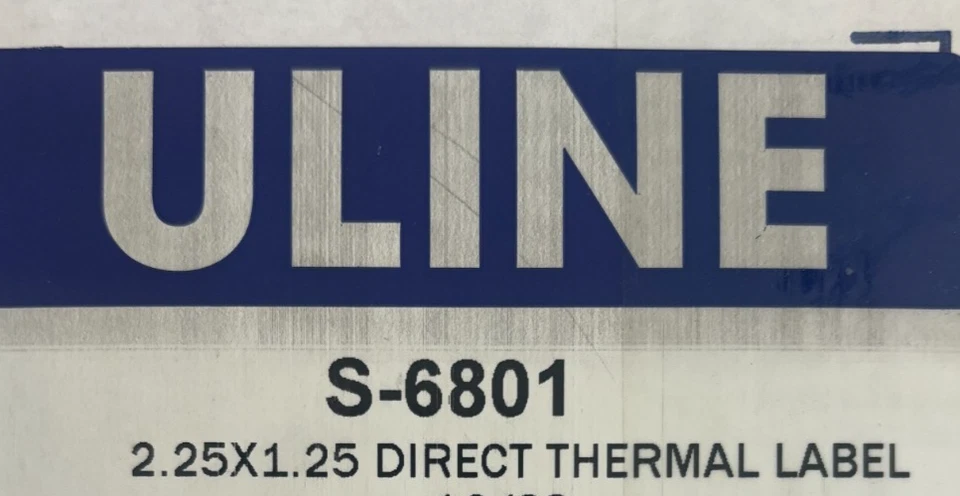 ULINE
S-6801
2.25X1.25 DIRECT THERMAL LABEL